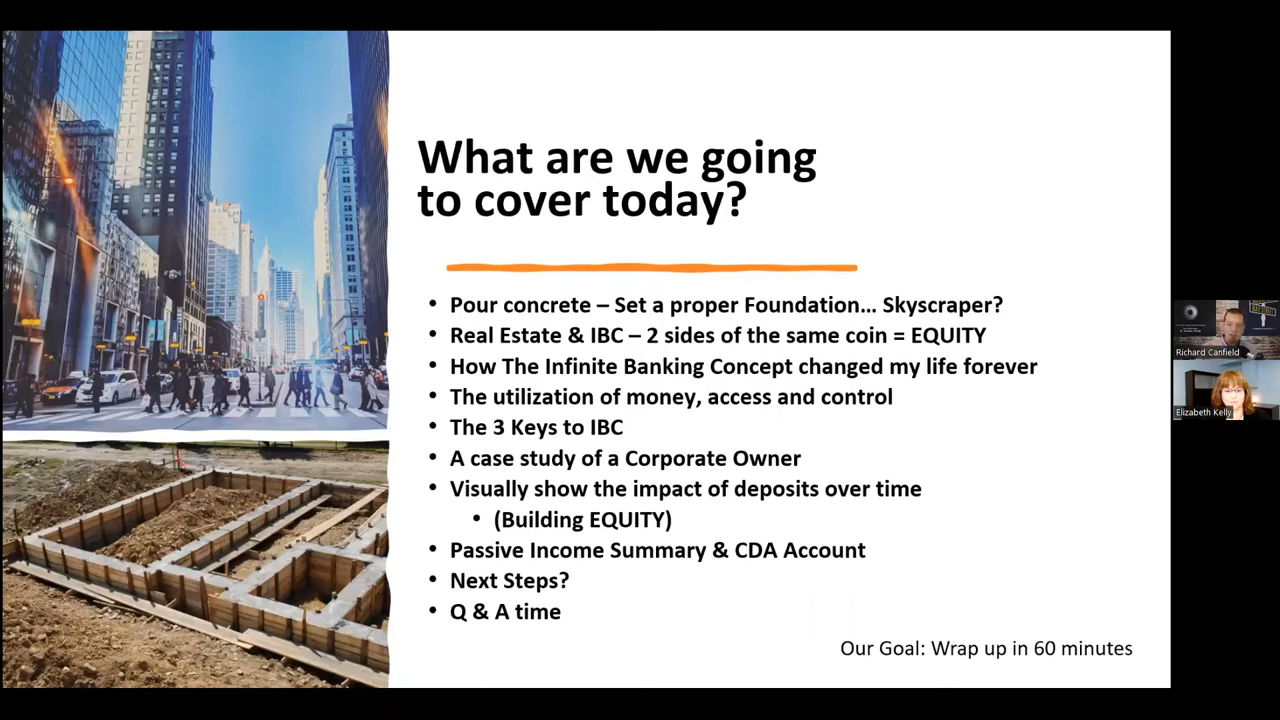 What are we going
to cover today?
• Pour concrete – Set a proper Foundation… Skyscraper?
• Real Estate & IBC – 2 sides of the same coin = EQUITY
• How The Infinite Banking Concept changed my life forever
• The utilization of money, access and control
• The 3 Keys to IBC
• A case study of a Corporate Owner
• Visually show the impact of deposits over time
• (Building EQUITY)
• Passive Income Summary & CDA Account
• Next Steps?
• Q & A time
Our Goal: Wrap up in 60 minutes
Richard Canfield
Elizabeth Kelly